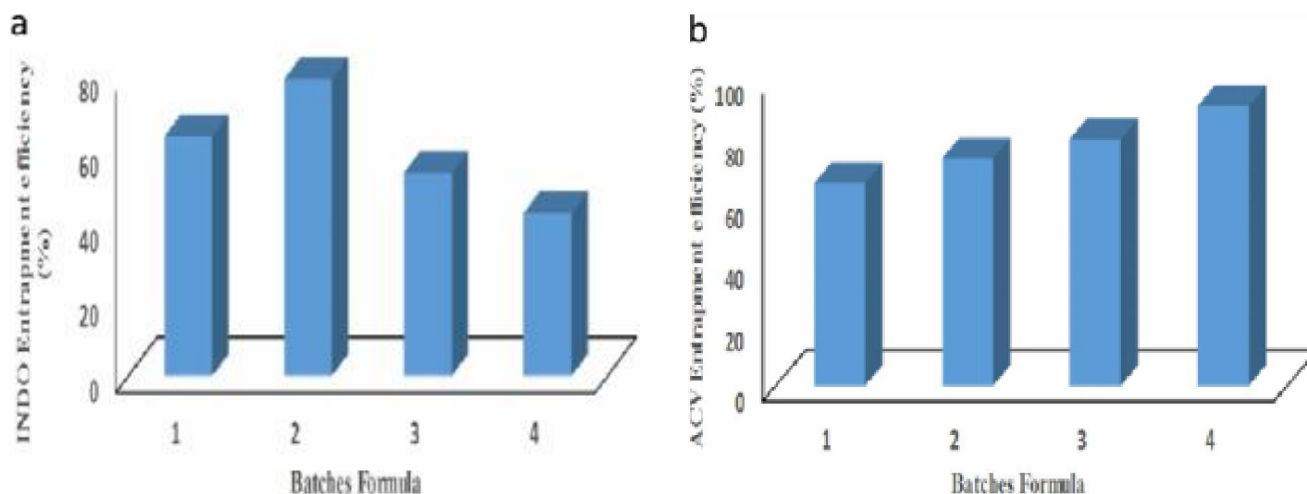 a
INDO Entrapment efficiency
(%)
80
60
40
20
0
1 2 3 4
Batches Formula
b
ACV Entrapment efficiency (%)
100
80
60
40
20
0
1 2 3 4
Batches Formula